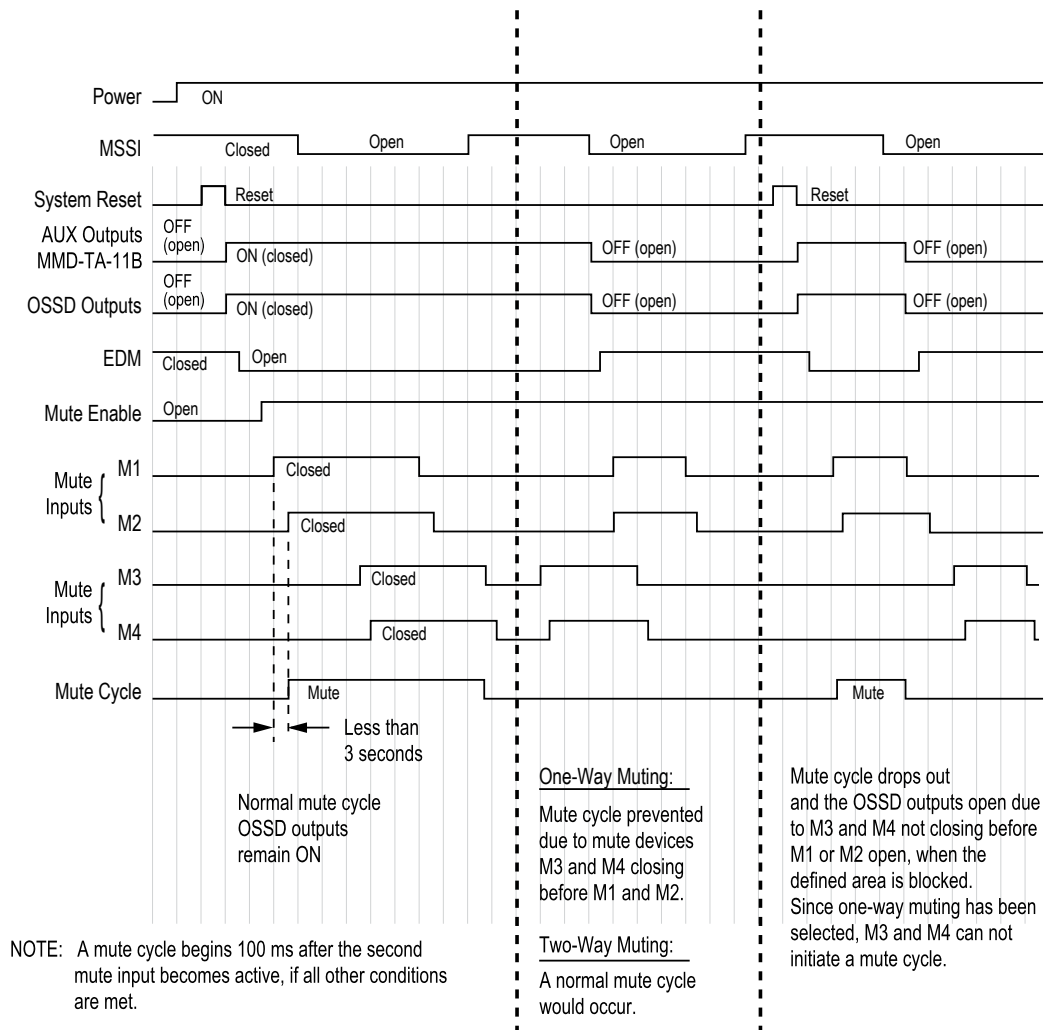 Power
ON
MSSI
Closed
Open
Open
Open
System Reset
Reset
Reset
AUX Outputs
MMD-TA-11B
OFF
(open)
ON (closed)
OFF (open)
OFF (open)
OSSD Outputs
OFF
(open)
ON (closed)
OFF (open)
OFF (open)
EDM
Closed
Open
Mute Enable
Open
Mute
Inputs
M1
Closed
M2
Closed
Mute
Inputs
M3
Closed
M4
Closed
Mute Cycle
Mute
Mute
Less than
3 seconds
Normal mute cycle
OSSD outputs
remain ON
One-Way Muting:
Mute cycle prevented
due to mute devices
M3 and M4 closing
before M1 and M2.
Two-Way Muting:
A normal mute cycle
would occur.
Mute cycle drops out
and the OSSD outputs open due
to M3 and M4 not closing before
M1 or M2 open, when the
defined area is blocked.
Since one-way muting has been
selected, M3 and M4 can not
initiate a mute cycle.
NOTE: A mute cycle begins 100 ms after the second
mute input becomes active, if all other conditions
are met.